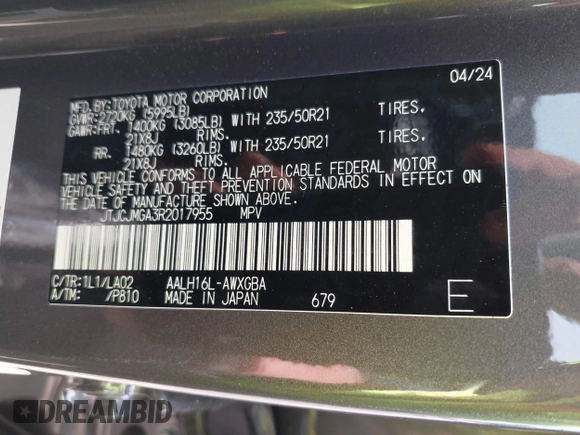 MFD. BY: TOYOTA MOTOR CORPORATION 04/24
GVWR: 2720KG (5995LB)
GAWR: FRT. 1400KG (3085LB) WITH 235/50R21 TIRES.
21X8J RIMS.
RR. 1480KG (3260LB) WITH 235/50R21 TIRES.
21X8J RIMS.
THIS VEHICLE CONFORMS TO ALL APPLICABLE FEDERAL MOTOR
VEHICLE SAFETY AND THEFT PREVENTION STANDARDS IN EFFECT ON
THE DATE OF MANUFACTURE SHOWN ABOVE.
JTJCJMGA3R2017955 MPV
C/TR: 1L1/LA02 AALH16L-AWXGBA
A/TM: /P810 MADE IN JAPAN 679 E
DREAMBID